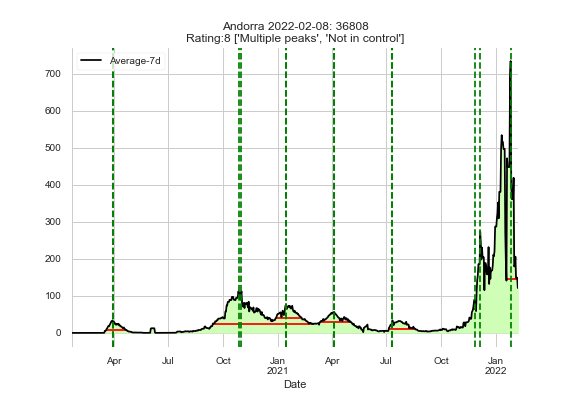 Andorra 2022-02-08: 36808
Rating:8 ['Multiple peaks', 'Not in control']
Average-7d
700
600
500
400
300
200
100
0
Apr Jul Oct Jan Apr Jul Oct Jan
2021 2022
Date